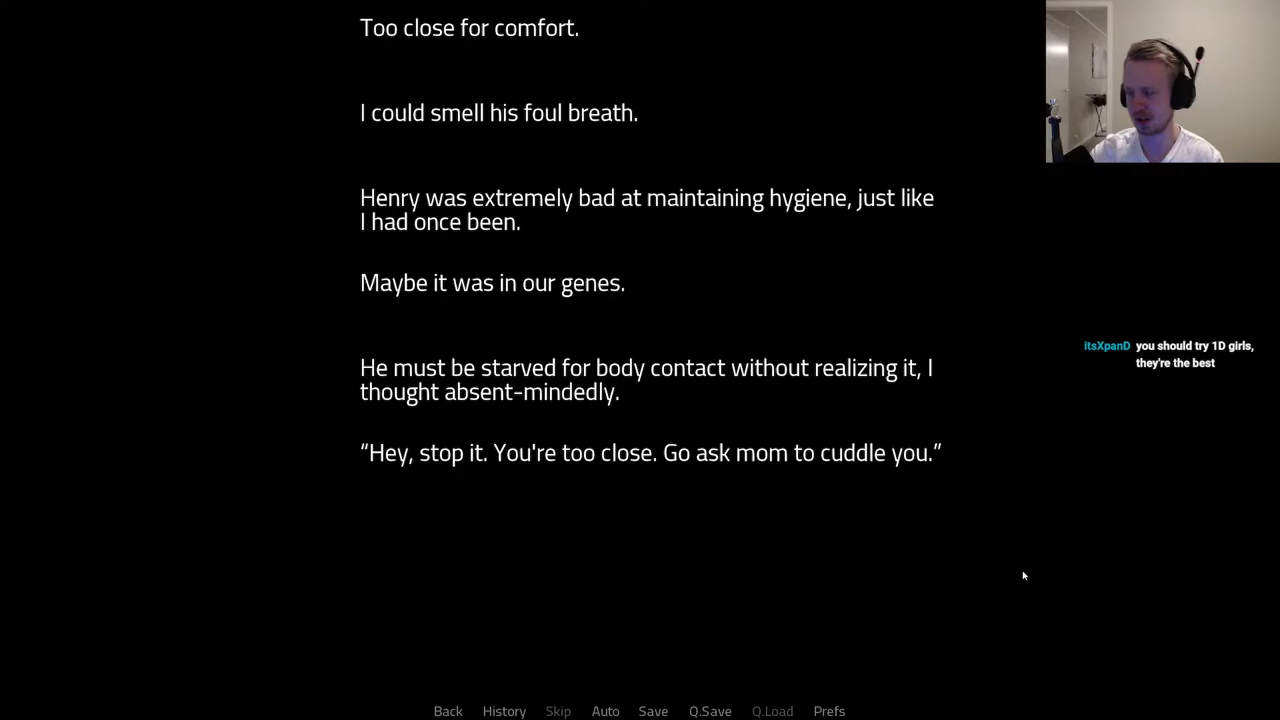 Too close for comfort.
I could smell his foul breath.
Henry was extremely bad at maintaining hygiene, just like
I had once been.
Maybe it was in our genes.
He must be starved for body contact without realizing it, I
thought absent-mindedly.
“Hey, stop it. You're too close. Go ask mom to cuddle you.”
itsXpanD you should try 1D girls,
they're the best
Back History Skip Auto Save Q.Save Q.Load Prefs